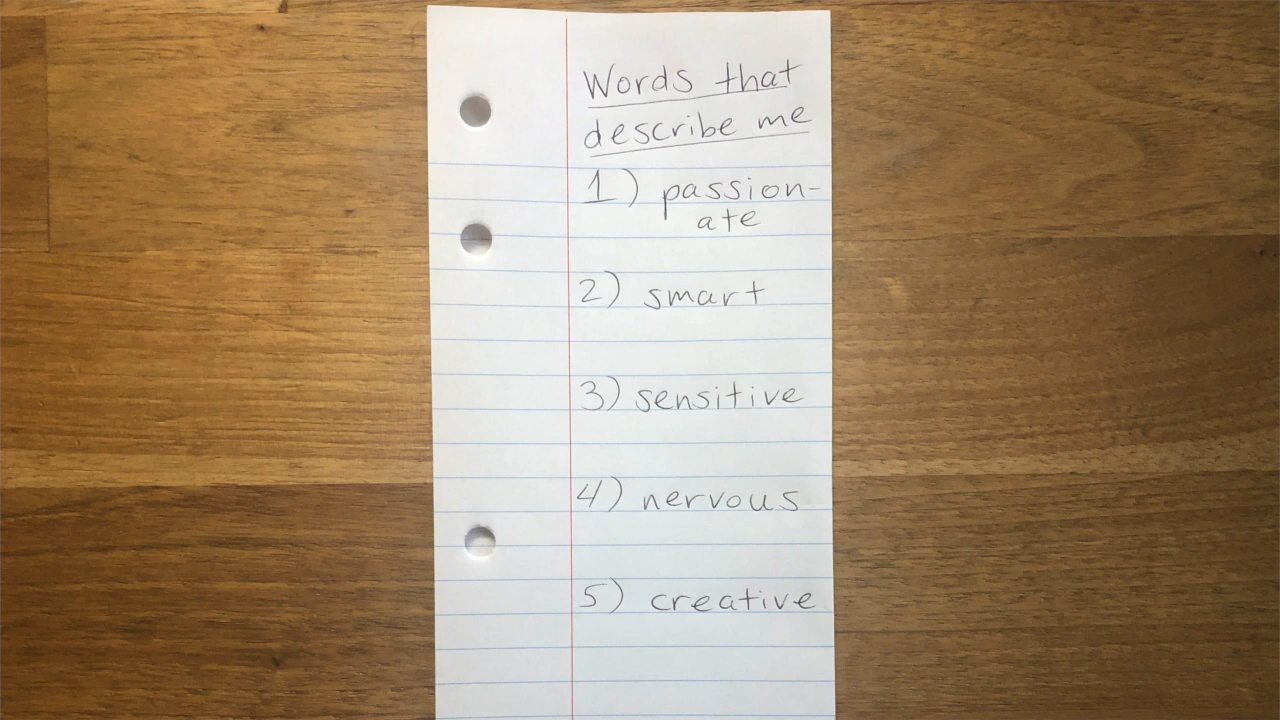 Words that
describe me
1) passion-
ate
2) smart
3) sensitive
4) nervous
5) creative